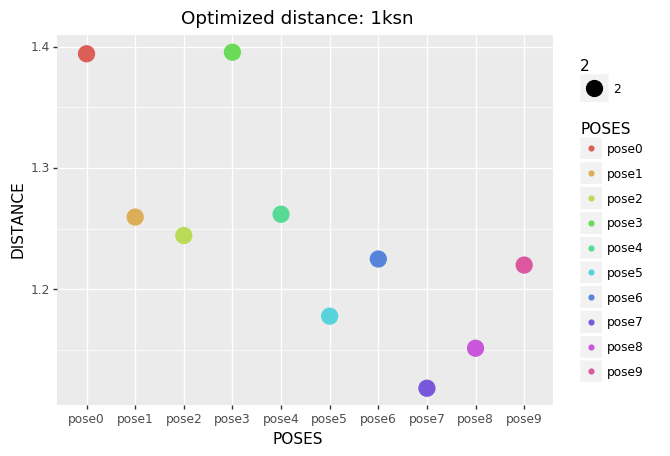 Optimized distance: 1ksn
1.4
1.3
1.2
DISTANCE
pose0 pose1 pose2 pose3 pose4 pose5 pose6 pose7 pose8 pose9
POSES
2
2
POSES
pose0
pose1
pose2
pose3
pose4
pose5
pose6
pose7
pose8
pose9